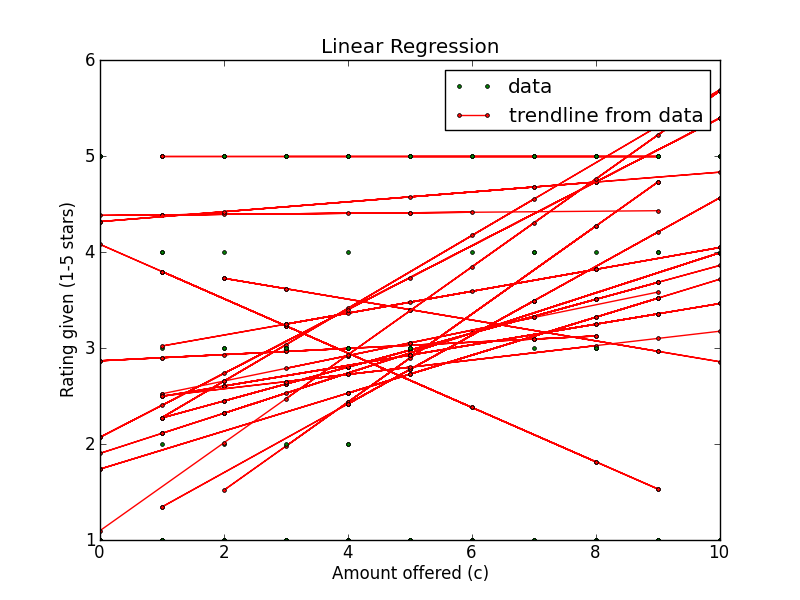 Linear Regression
data
trendline from data
Rating given (1-5 stars)
6
5
4
3
2
1
0 2 4 6 8 10
Amount offered (c)